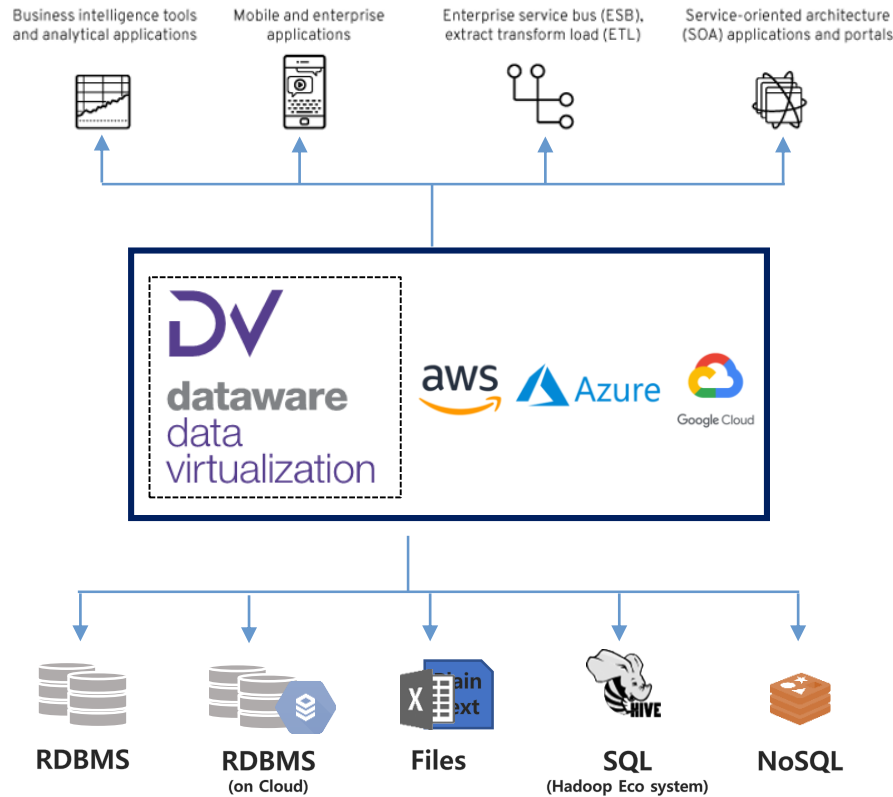 Business intelligence tools
and analytical applications
Mobile and enterprise
applications
Enterprise service bus (ESB),
extract transform load (ETL)
Service-oriented architecture
(SOA) applications and portals
DV
dataware
data
virtualization
aws
Azure
Google Cloud
X
Plain
Text
HIVE
RDBMS
RDBMS
(on Cloud)
Files
SQL
(Hadoop Eco system)
NoSQL